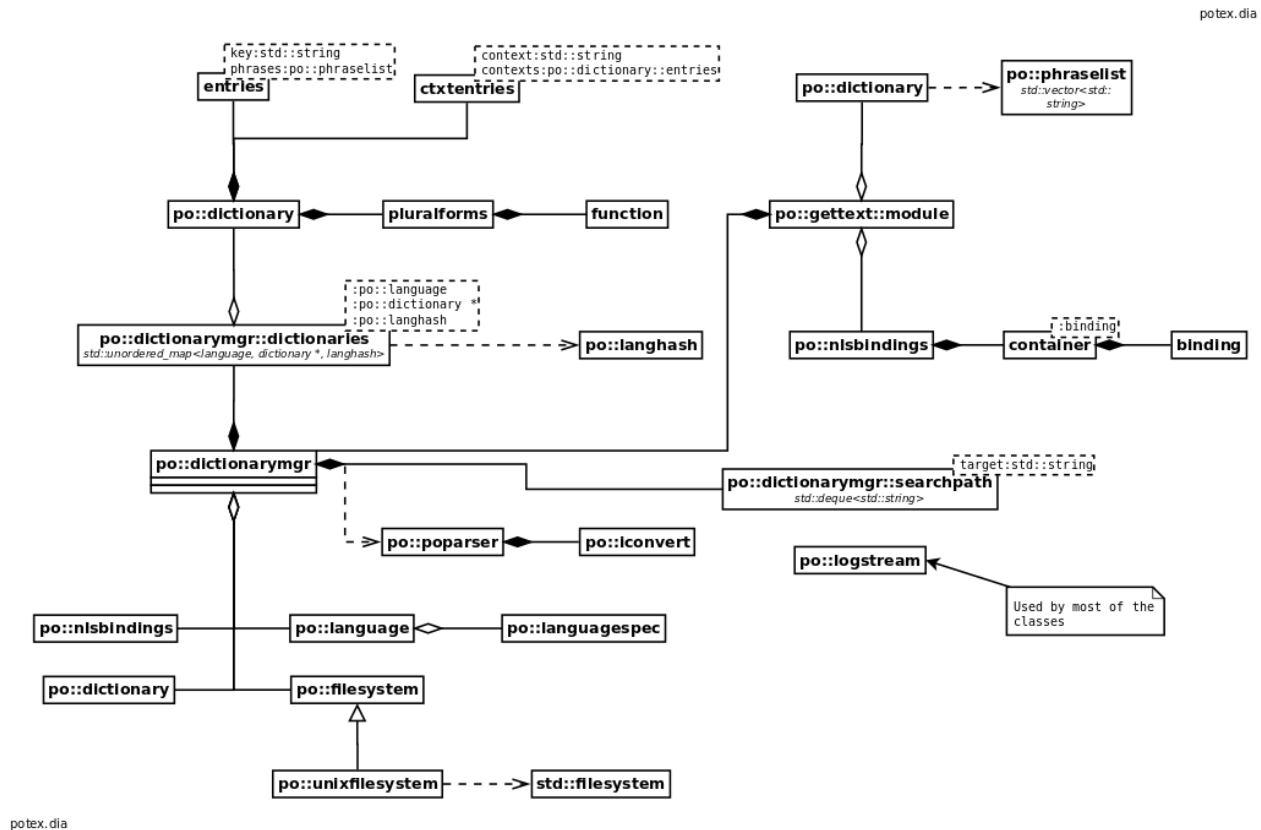 potex.dia
key:std::string
phrases:po::phraselist
entries
context:std::string
contexts:po::dictionary::entries
ctxtentries
po::dictionary
po::phraselist
std::vector<std::
string>
po::dictionary
pluralforms
function
po::gettext::module
:po::language
:po::dictionary *
:po::langhash
po::dictionarymgr::dictionaries
std::unordered_map<language, dictionary *, langhash>
po::langhash
po::nlsbindings
:binding
container
binding
po::dictionarymgr
target:std::string
po::dictionarymgr::searchpath
std::deque<std::string>
po::poparser
po::iconvert
po::logstream
Used by most of the
classes
po::nlsbindings
po::language
po::languagespec
po::dictionary
po::filesystem
po::unixfilesystem
std::filesystem
potex.dia